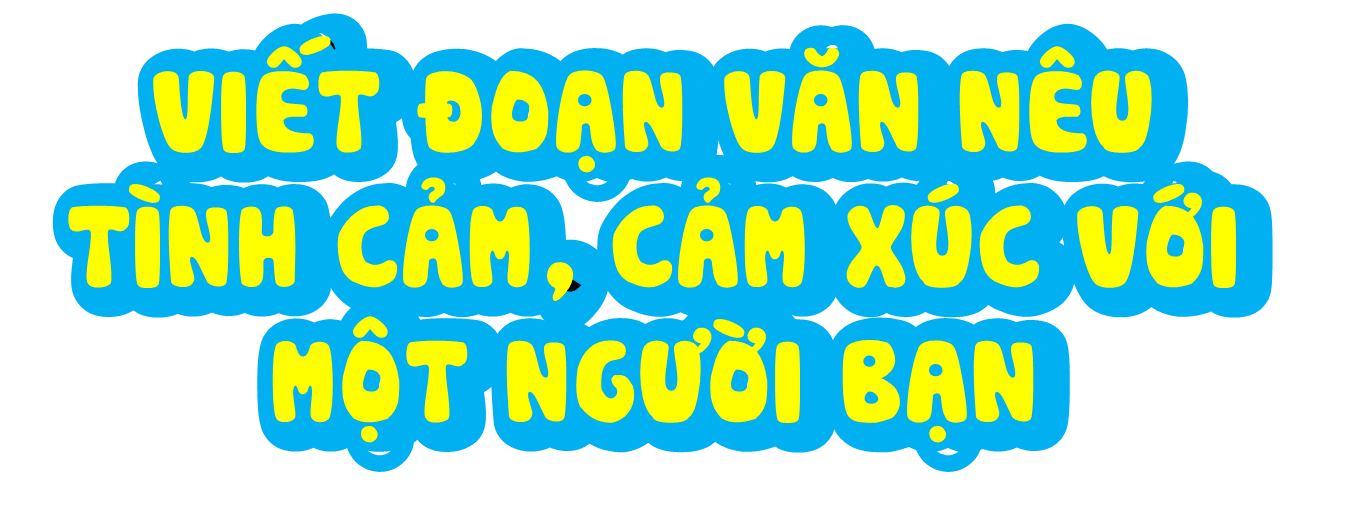 VIẾT ĐOẠN VĂN NÊU
TÌNH CẢM, CẢM XÚC VỚI
MỘT NGƯỜI BẠN